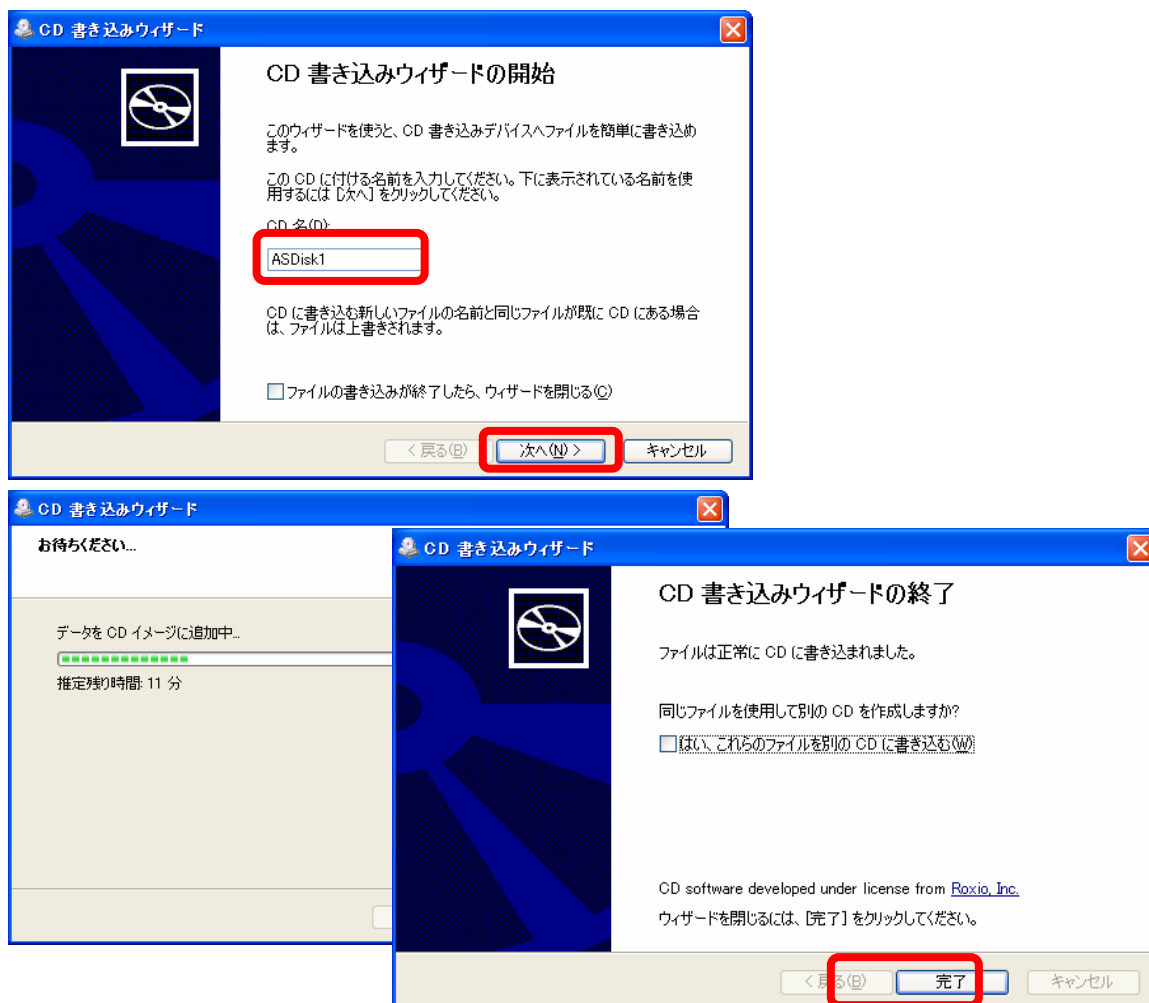 CD 書き込みウィザード
CD 書き込みウィザードの開始
このウィザードを使うと、CD 書き込みデバイスへファイルを簡単に書き込め
ます。
この CD に付ける名前を入力してください。下に表示されている名前を使
用するには [次へ] をクリックしてください。
CD 名(D):
ASDisk1
CD に書き込む新しいファイルの名前と同じファイルが既に CD にある場合
は、ファイルは上書きされます。
ファイルの書き込みが終了したら、ウィザードを閉じる(C)
< 戻る(B)
次へ(N) >
キャンセル
CD 書き込みウィザード
お待ちください...
データを CD イメージに追加中...
推定残り時間: 11 分
CD 書き込みウィザード
CD 書き込みウィザードの終了
ファイルは正常に CD に書き込まれました。
同じファイルを使用して別の CD を作成しますか?
はい、これらのファイルを別の CD に書き込む(W)
CD software developed under license from Roxio, Inc.
ウィザードを閉じるには、[完了] をクリックしてください。
< 戻る(B)
完了
キャンセル